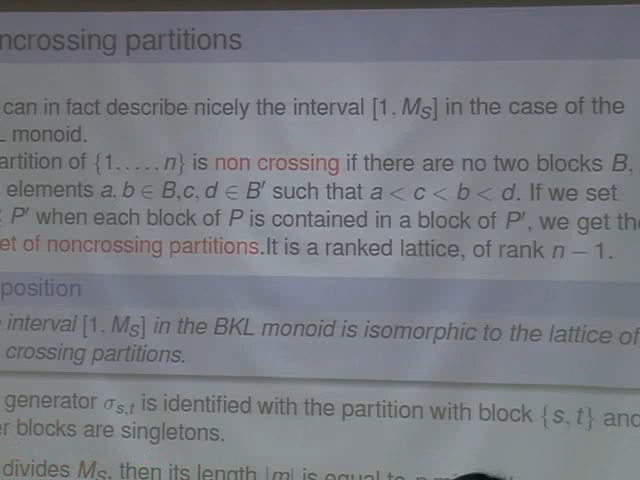 ncrossing partitions
can in fact describe nicely the interval [1, M_S] in the case of the
monoid.
artition of {1, . . . , n} is non crossing if there are no two blocks B,
elements a, b ∈ B, c, d ∈ B′ such that a < c < b < d. If we set
P′ when each block of P is contained in a block of P′, we get the
et of noncrossing partitions.It is a ranked lattice, of rank n − 1.
position
interval [1, M_S] in the BKL monoid is isomorphic to the lattice of
crossing partitions.
generator σ_{s,t} is identified with the partition with block {s, t} and
er blocks are singletons.
divides M_S, then its length |m| is equal to